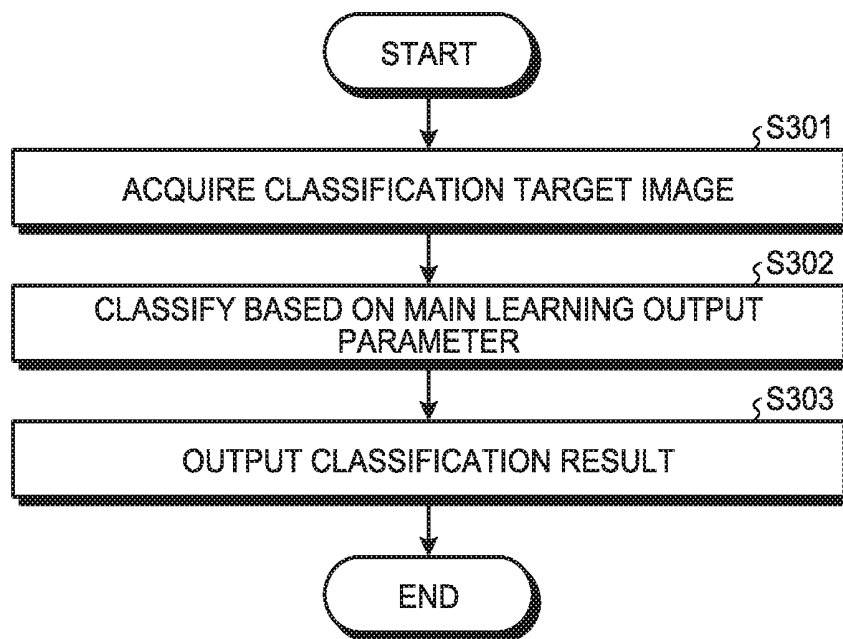 START
S301
ACQUIRE CLASSIFICATION TARGET IMAGE
S302
CLASSIFY BASED ON MAIN LEARNING OUTPUT
PARAMETER
S303
OUTPUT CLASSIFICATION RESULT
END